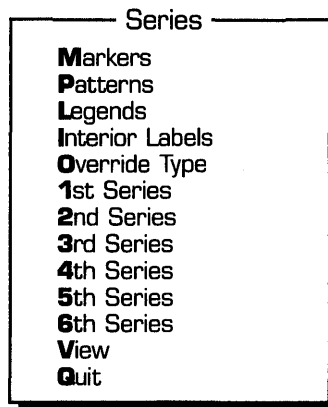 Series
Markers
Patterns
Legends
Interior Labels
Override Type
1st Series
2nd Series
3rd Series
4th Series
5th Series
6th Series
View
Quit